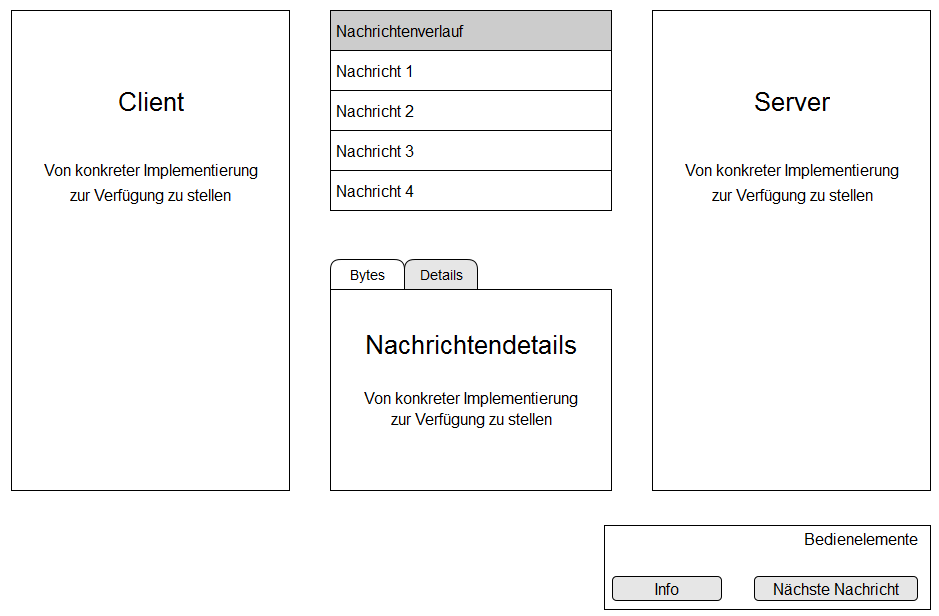 Client
Von konkreter Implementierung
zur Verfügung zu stellen
Nachrichtenverlauf
Nachricht 1
Nachricht 2
Nachricht 3
Nachricht 4
Bytes
Details
Nachrichtendetails
Von konkreter Implementierung
zur Verfügung zu stellen
Server
Von konkreter Implementierung
zur Verfügung zu stellen
Bedienelemente
Info
Nächste Nachricht